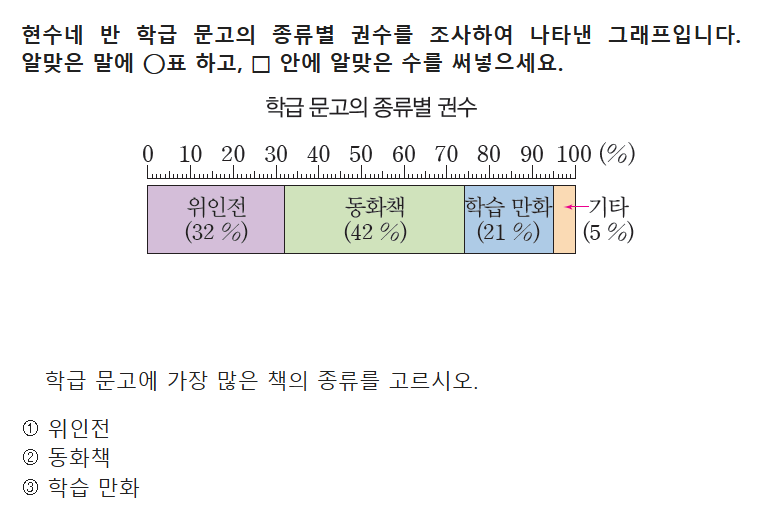 현수네 반 학급 문고의 종류별 권수를 조사하여 나타낸 그래프입니다.
알맞은 말에 ○표 하고, □ 안에 알맞은 수를 써넣으세요.
학급 문고의 종류별 권수
0 10 20 30 40 50 60 70 80 90 100 (%)
위인전 동화책 학습 만화 기타
(32 %) (42 %) (21 %) (5 %)
학급 문고에 가장 많은 책의 종류를 고르시오.
① 위인전
② 동화책
③ 학습 만화